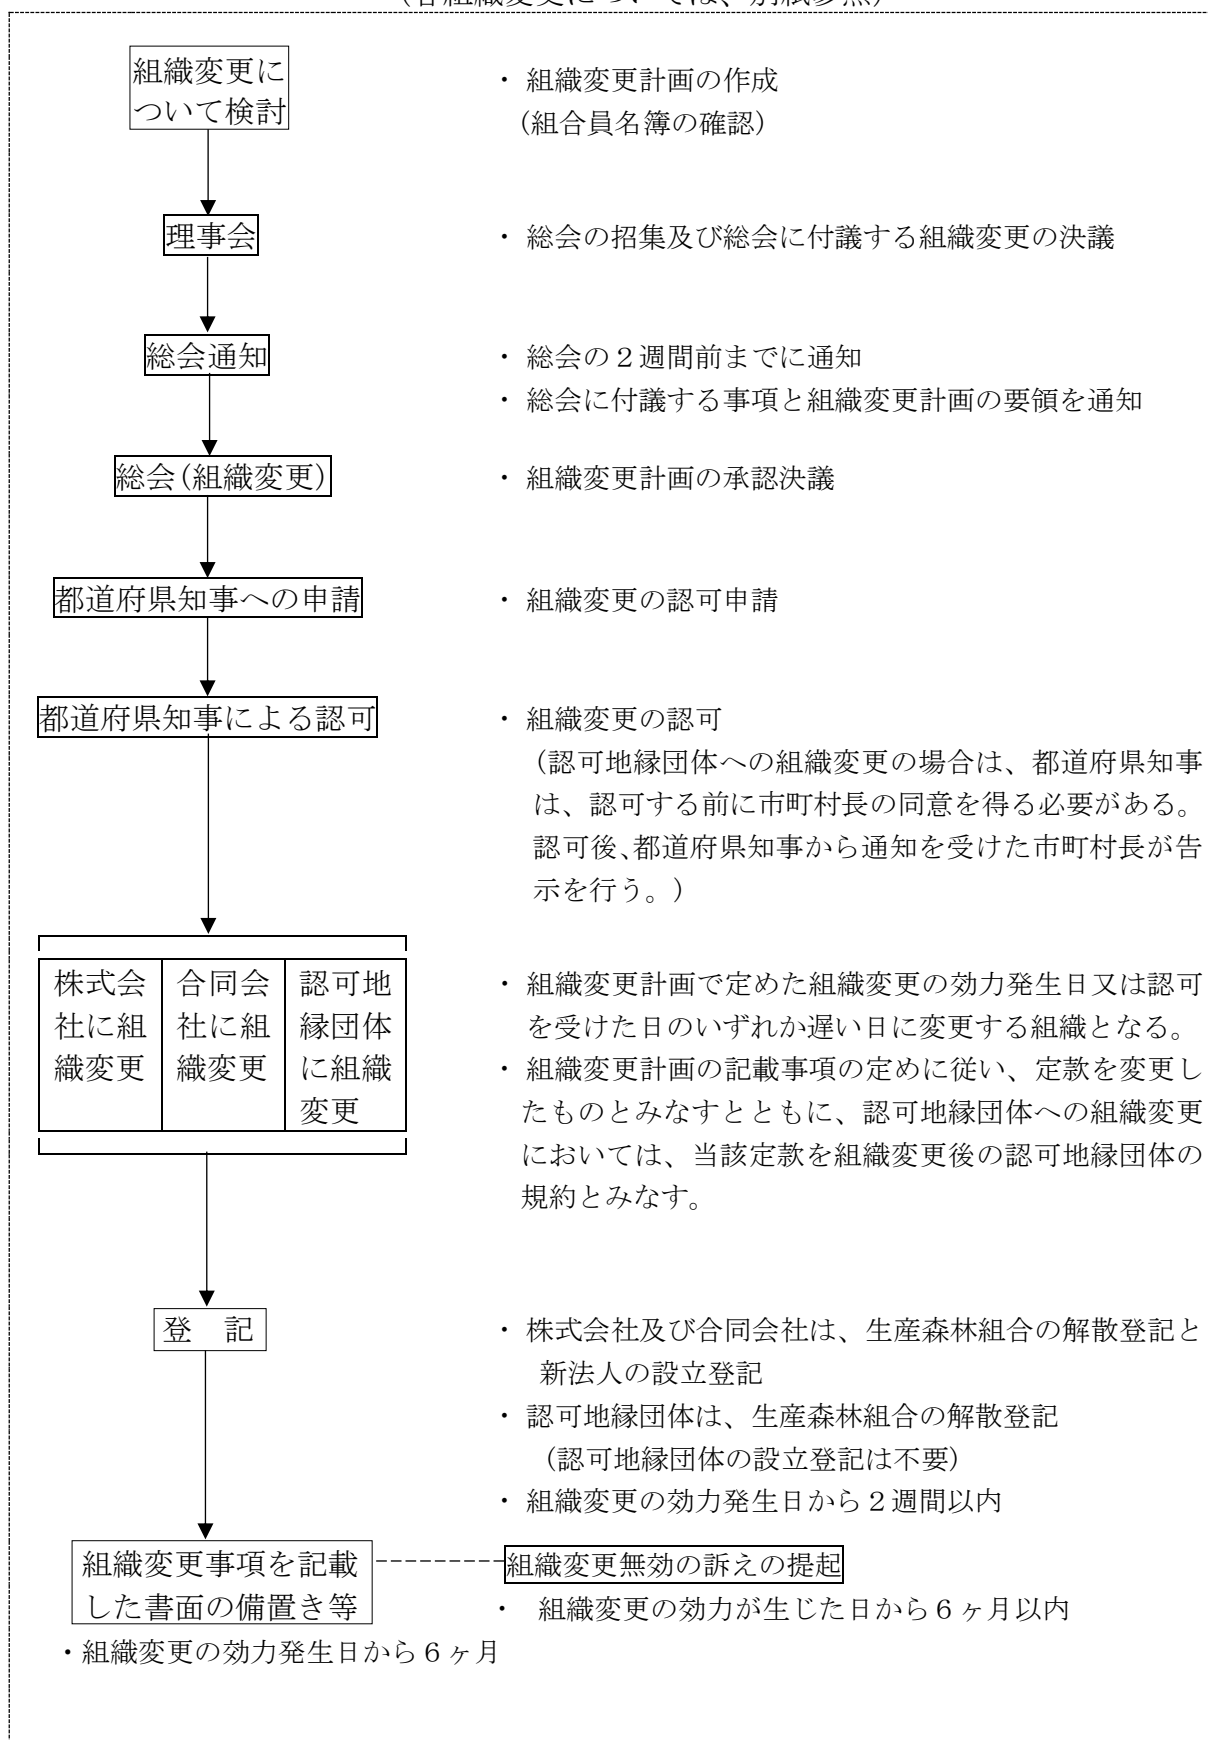 (各組織変更については、別紙参照)
組織変更に
ついて検討
・ 組織変更計画の作成
(組合員名簿の確認)
理事会
・ 総会の招集及び総会に付議する組織変更の決議
総会通知
・ 総会の２週間前までに通知
・ 総会に付議する事項と組織変更計画の要領を通知
総会(組織変更)
・ 組織変更計画の承認決議
都道府県知事への申請
・ 組織変更の認可申請
都道府県知事による認可
・ 組織変更の認可
(認可地縁団体への組織変更の場合は、都道府県知事
は、認可する前に市町村長の同意を得る必要がある。
認可後、都道府県知事から通知を受けた市町村長が告
示を行う。)
株式会
社に組
織変更
合同会
社に組
織変更
認可地
縁団体
に組織
変更
・ 組織変更計画で定めた組織変更の効力発生日又は認可
を受けた日のいずれか遅い日に変更する組織となる。
・ 組織変更計画の記載事項の定めに従い、定款を変更し
たものとみなすとともに、認可地縁団体への組織変更
においては、当該定款を組織変更後の認可地縁団体の
規約とみなす。
登　記
・ 株式会社及び合同会社は、生産森林組合の解散登記と
新法人の設立登記
・ 認可地縁団体は、生産森林組合の解散登記
(認可地縁団体の設立登記は不要)
・ 組織変更の効力発生日から２週間以内
組織変更事項を記載
した書面の備置き等
・組織変更の効力発生日から６ヶ月
組織変更無効の訴えの提起
・　組織変更の効力が生じた日から６ヶ月以内